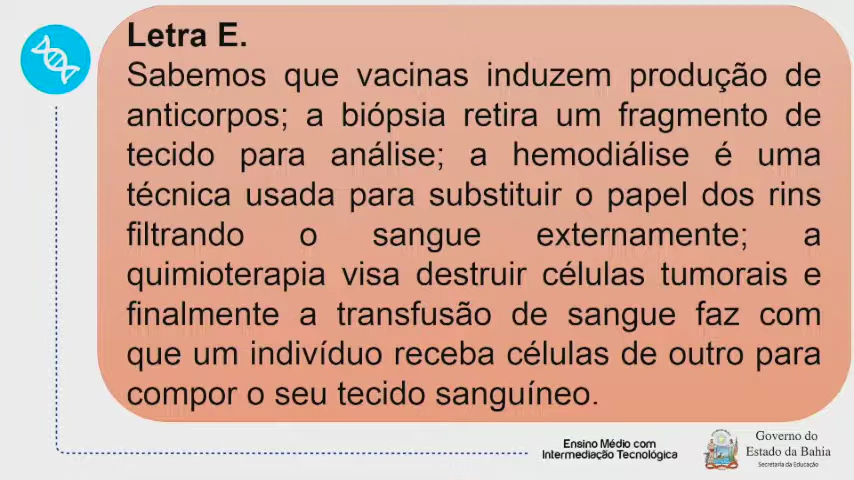 Letra E.
Sabemos que vacinas induzem produção de
anticorpos; a biópsia retira um fragmento de
tecido para análise; a hemodiálise é uma
técnica usada para substituir o papel dos rins
filtrando o sangue externamente; a
quimioterapia visa destruir células tumorais e
finalmente a transfusão de sangue faz com
que um indivíduo receba células de outro para
compor o seu tecido sanguíneo.
Ensino Médio com
Intermediação Tecnológica
Governo do
Estado da Bahia
Secretaria da Educação